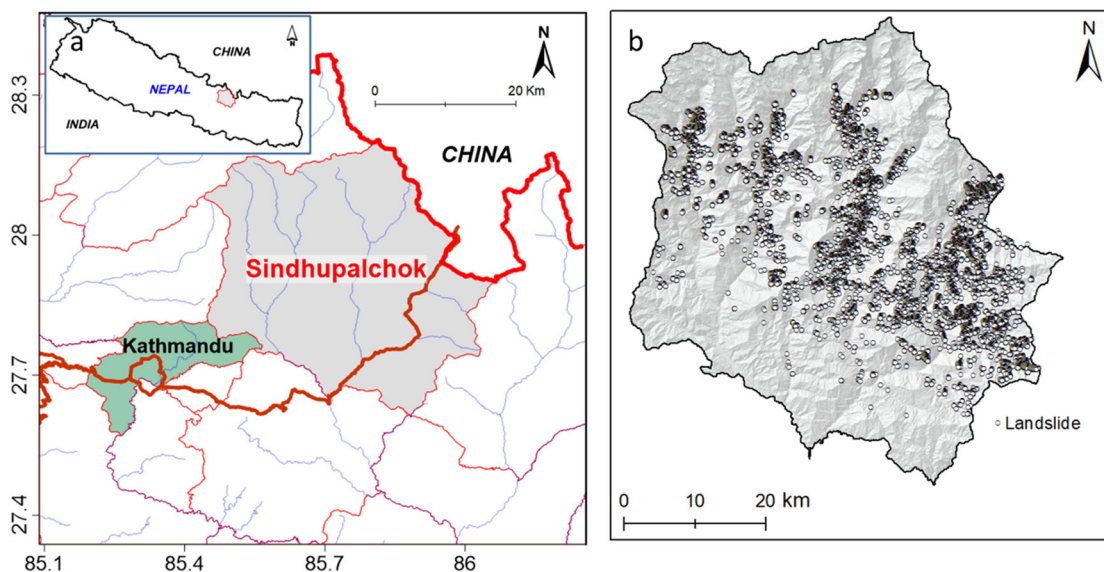 a
CHINA
N
NEPAL
INDIA
N
0 20 Km
CHINA
Sindhupalchok
Kathmandu
28.3
28
27.7
27.4
85.1 85.4 85.7 86
b
N
Landslide
0 10 20 km